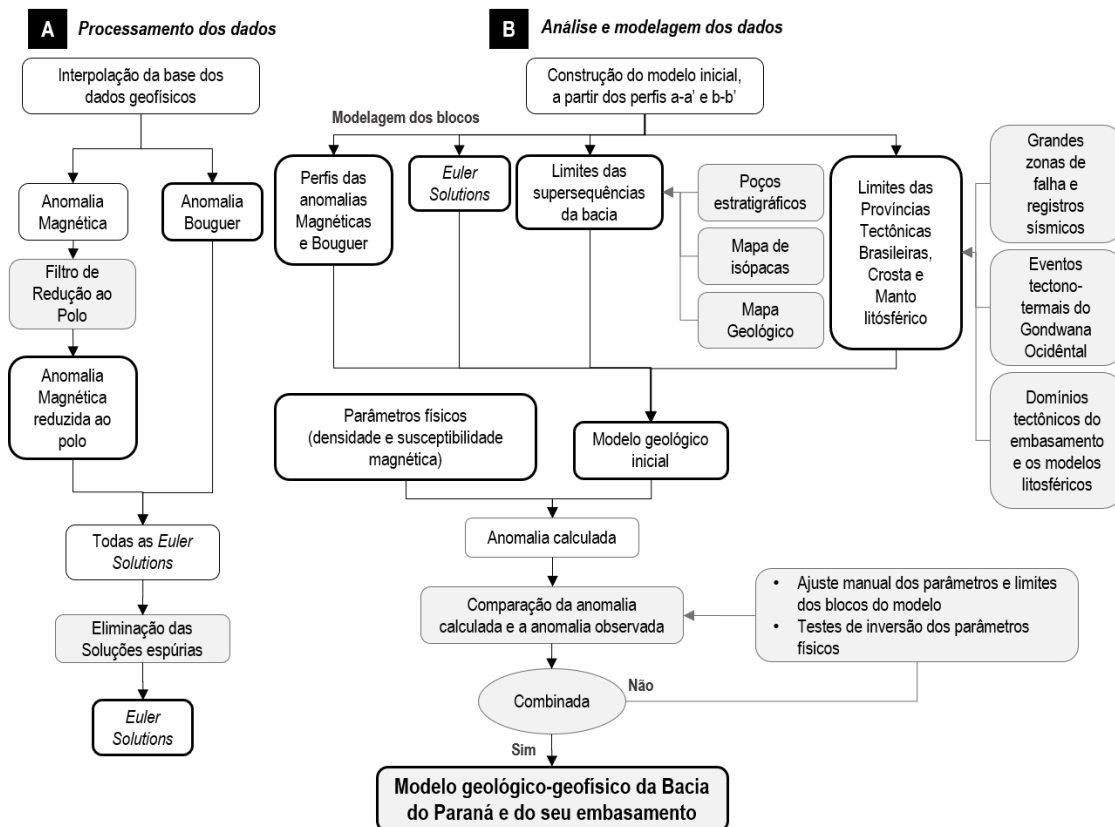 A
Processamento dos dados
Interpolação da base dos
dados geofísicos
Anomalia
Magnética
Anomalia
Bouguer
Filtro de
Redução ao
Polo
Anomalia
Magnética
reduzida ao
polo
Todas as Euler
Solutions
Eliminação das
Soluções espúrias
Euler
Solutions
B
Análise e modelagem dos dados
Construção do modelo inicial,
a partir dos perfis a-a’ e b-b’
Modelagem dos blocos
Perfis das
anomalias
Magnéticas
e Bouguer
Euler
Solutions
Limites das
supersequências
da bacia
Poços
estratigráficos
Mapa de
isópacas
Mapa
Geológico
Limites das
Províncias
Tectônicas
Brasileiras,
Crosta e
Manto
litósférico
Grandes
zonas de
falha e
registros
sísmicos
Eventos
tectono-
termais do
Gondwana
Ocidêntal
Domínios
tectônicos do
embasamento
e os modelos
litosféricos
Parâmetros físicos
(densidade e susceptibilidade
magnética)
Modelo geológico
inicial
Anomalia calculada
Comparação da anomalia
calculada e a anomalia observada
• Ajuste manual dos parâmetros e limites
dos blocos do modelo
• Testes de inversão dos parâmetros
físicos
Combinada
Não
Sim
Modelo geológico-geofísico da Bacia
do Paraná e do seu embasamento